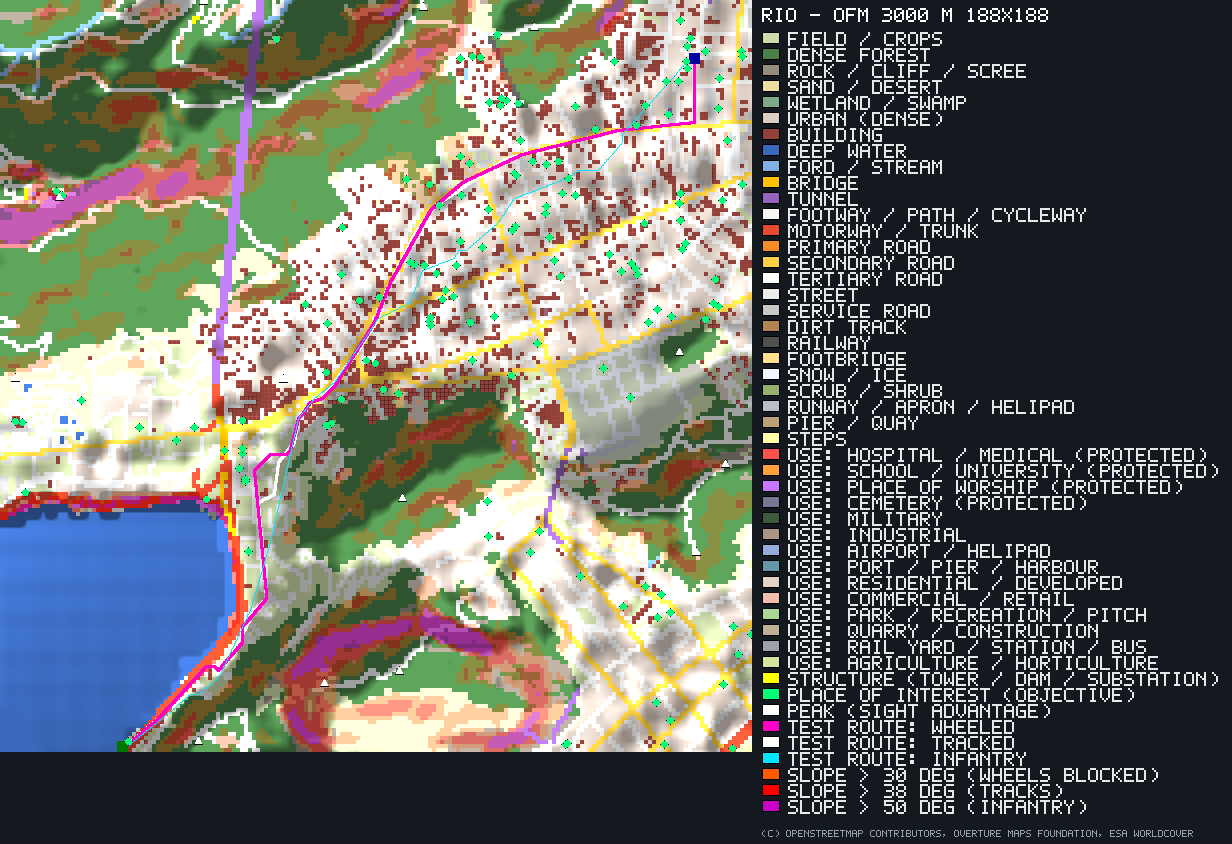 RIO - OFM 3000 M 188X188
FIELD / CROPS
DENSE FOREST
ROCK / CLIFF / SCREE
SAND / DESERT
WETLAND / SWAMP
URBAN (DENSE)
BUILDING
DEEP WATER
FORD / STREAM
BRIDGE
TUNNEL
FOOTWAY / PATH / CYCLEWAY
MOTORWAY / TRUNK
PRIMARY ROAD
SECONDARY ROAD
TERTIARY ROAD
STREET
SERVICE ROAD
DIRT TRACK
RAILWAY
FOOTBRIDGE
SNOW / ICE
SCRUB / SHRUB
RUNWAY / APRON / HELIPAD
PIER / QUAY
STEPS
USE: HOSPITAL / MEDICAL (PROTECTED)
USE: SCHOOL / UNIVERSITY (PROTECTED)
USE: PLACE OF WORSHIP (PROTECTED)
USE: CEMETERY (PROTECTED)
USE: MILITARY
USE: INDUSTRIAL
USE: AIRPORT / HELIPAD
USE: PORT / PIER / HARBOUR
USE: RESIDENTIAL / DEVELOPED
USE: COMMERCIAL / RETAIL
USE: PARK / RECREATION / PITCH
USE: QUARRY / CONSTRUCTION
USE: RAIL YARD / STATION / BUS
USE: AGRICULTURE / HORTICULTURE
STRUCTURE (TOWER / DAM / SUBSTATION)
PLACE OF INTEREST (OBJECTIVE)
PEAK (SIGHT ADVANTAGE)
TEST ROUTE: WHEELED
TEST ROUTE: TRACKED
TEST ROUTE: INFANTRY
SLOPE > 30 DEG (WHEELS BLOCKED)
SLOPE > 38 DEG (TRACKS)
SLOPE > 50 DEG (INFANTRY)
(C) OPENSTREETMAP CONTRIBUTORS, OVERTURE MAPS FOUNDATION, ESA WORLDCOVER